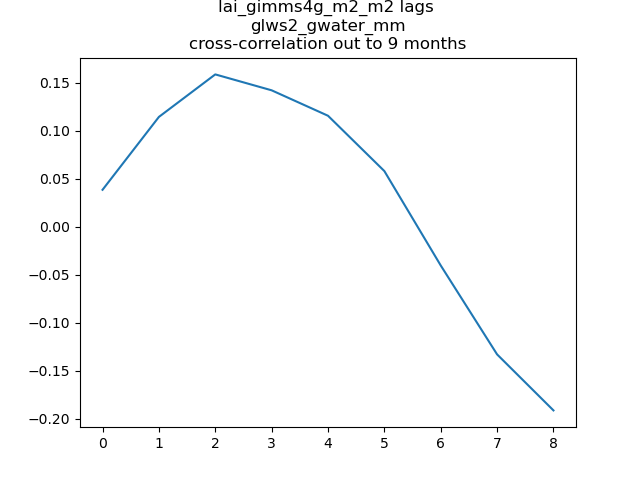 lai_gimms4g_m2_m2 lags
glws2_gwater_mm
cross-correlation out to 9 months
0.15
0.10
0.05
0.00
−0.05
−0.10
−0.15
−0.20
0 1 2 3 4 5 6 7 8